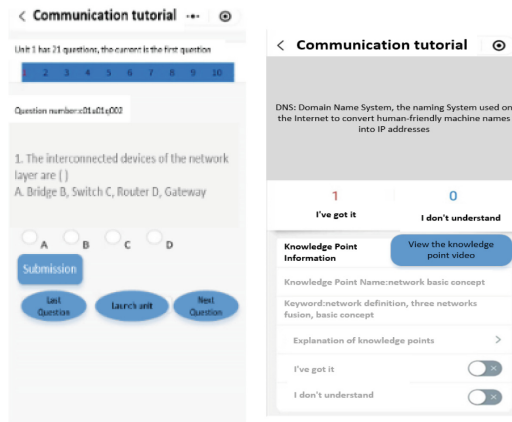 Communication tutorial
Unit 1 has 21 questions, the current is the first question
1 2 3 4 5 6 7 8 9 10
Question number:c01u01q002
1. The interconnected devices of the network
layer are ( )
A. Bridge B, Switch C, Router D, Gateway
A B C D
Submission
Last
Question
Launch unit
Next
Question
Communication tutorial
DNS: Domain Name System, the naming System used on
the Internet to convert human-friendly machine names
into IP addresses
1
I've got it
0
I don't understand
Knowledge Point
Information
View the knowledge
point video
Knowledge Point Name:network basic concept
Keyword:network definition, three networks
fusion, basic concept
Explanation of knowledge points
I've got it
I don't understand